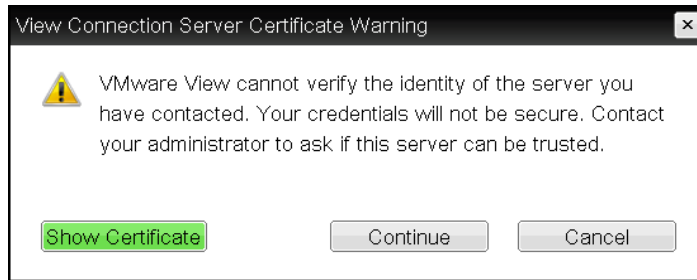 View Connection Server Certificate Warning
VMware View cannot verify the identity of the server you
have contacted. Your credentials will not be secure. Contact
your administrator to ask if this server can be trusted.
Show Certificate
Continue
Cancel